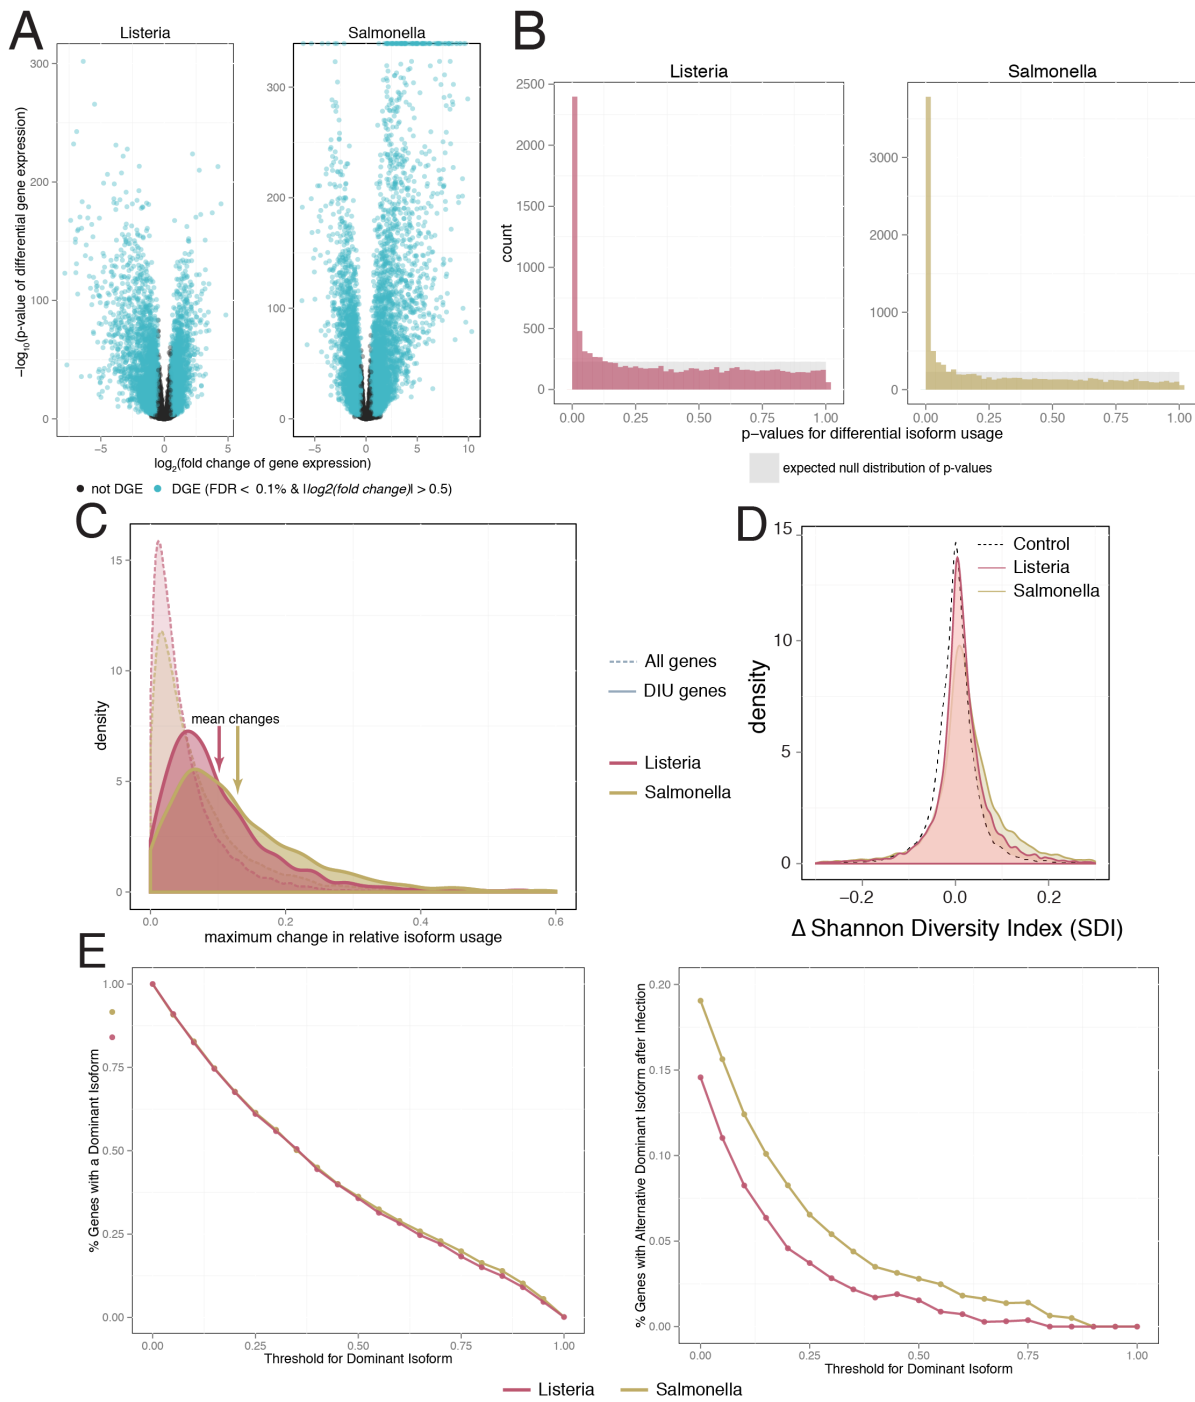 A
Listeria
Salmonella
300
200
100
0
300
200
100
0
−log10(p-value of differential gene expression)
−5
0
5
−5
0
5
10
log2(fold change of gene expression)
not DGE
DGE (FDR < 0.1% & |log2(fold change)| > 0.5)
B
Listeria
Salmonella
2500
2000
1500
1000
500
0
3000
2000
1000
0
count
0.00
0.25
0.50
0.75
1.00
0.00
0.25
0.50
0.75
1.00
p−values for differential isoform usage
expected null distribution of p-values
C
15
10
5
0
density
mean changes
0.0
0.2
0.4
0.6
maximum change in relative isoform usage
All genes
DIU genes
Listeria
Salmonella
D
15
10
5
0
density
Control
Listeria
Salmonella
−0.2
0.0
0.2
Δ Shannon Diversity Index (SDI)
E
1.00
0.75
0.50
0.25
0.00
% Genes with a Dominant Isoform
0.00
0.25
0.50
0.75
1.00
Threshold for Dominant Isoform
0.20
0.15
0.10
0.05
0.00
% Genes with Alternative Dominant Isoform after Infection
0.00
0.25
0.50
0.75
1.00
Threshold for Dominant Isoform
Listeria
Salmonella